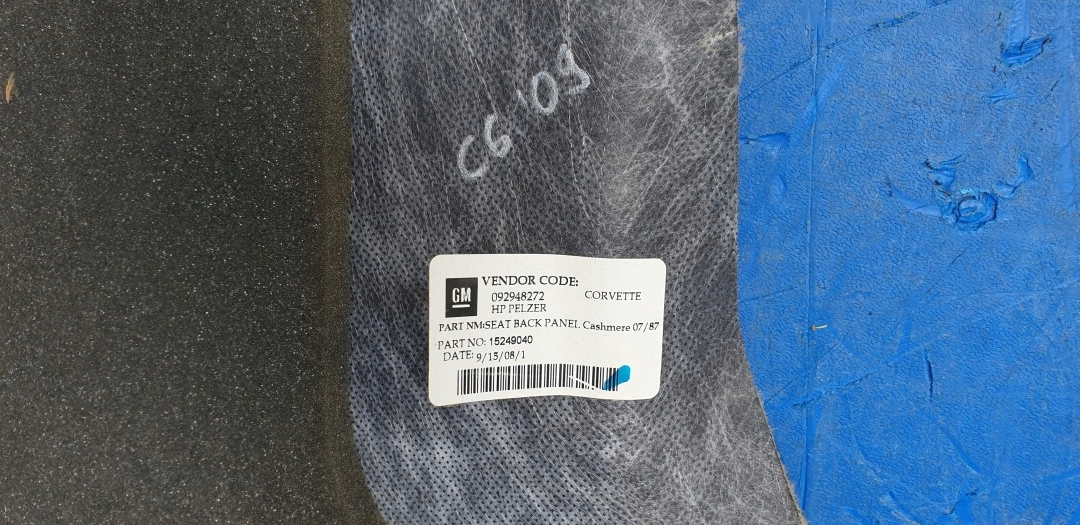 C6 '09
GM
VENDOR CODE:
092948272 CORVETTE
HP PELZER
PART NM:SEAT BACK PANEL Cashmere 07/87
PART NO: 15249040
DATE: 9/15/08/1